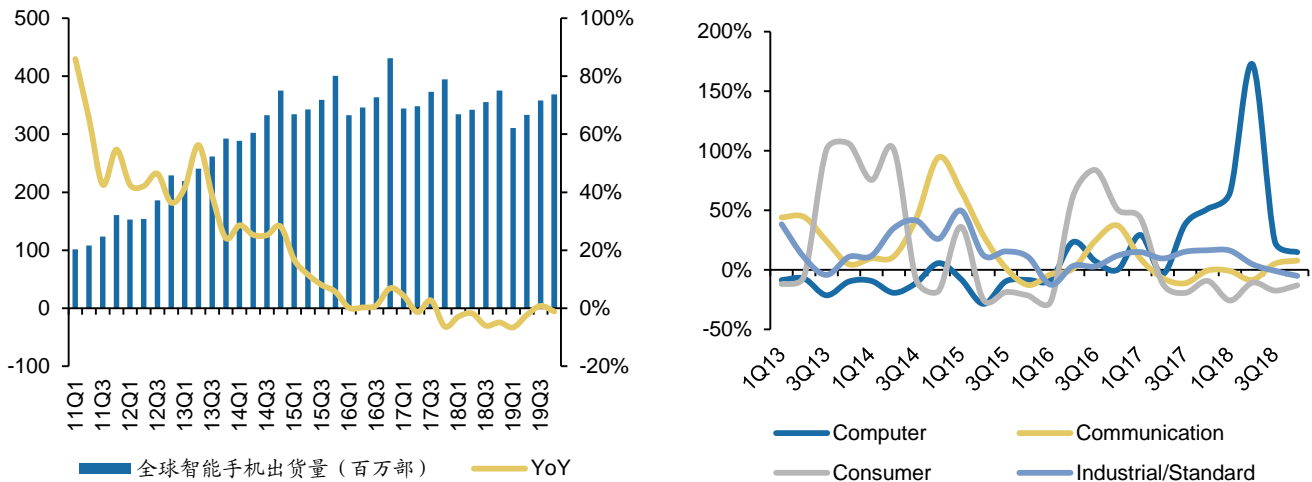 500
400
300
200
100
0
-100
100%
80%
60%
40%
20%
0%
-20%
11Q1
11Q3
12Q1
12Q3
13Q1
13Q3
14Q1
14Q3
15Q1
15Q3
16Q1
16Q3
17Q1
17Q3
18Q1
18Q3
19Q1
19Q3
全球智能手机出货量（百万部）
YoY
200%
150%
100%
50%
0%
-50%
1Q13
3Q13
1Q14
3Q14
1Q15
3Q15
1Q16
3Q16
1Q17
3Q17
1Q18
3Q18
Computer
Communication
Consumer
Industrial/Standard